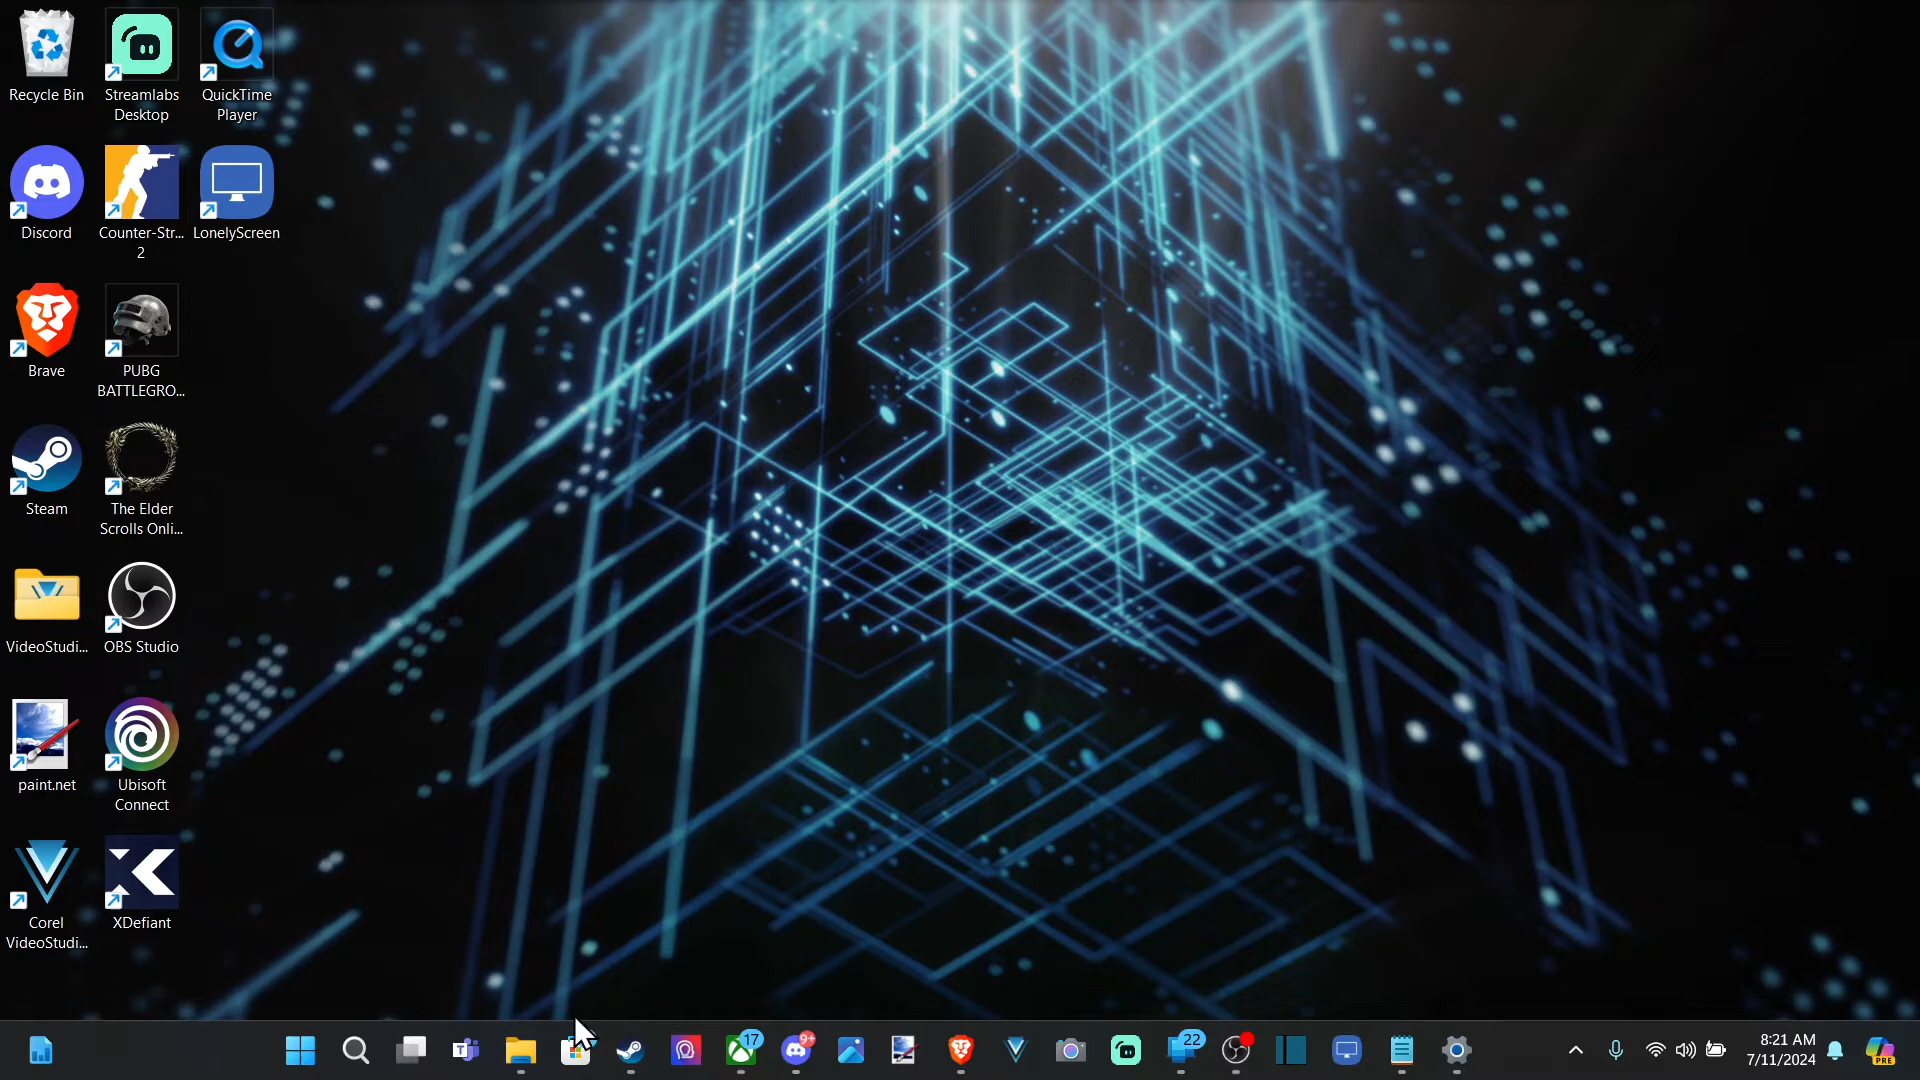 Recycle Bin
Streamlabs
Desktop
QuickTime
Player
Discord
Counter-Str...
2
LonelyScreen
Brave
PUBG
BATTLEGRO...
Steam
The Elder
Scrolls Onli...
VideoStudi...
OBS Studio
paint.net
Ubisoft
Connect
Corel
VideoStudi...
XDefiant
17
9+
22
8:21 AM
7/11/2024
PRE